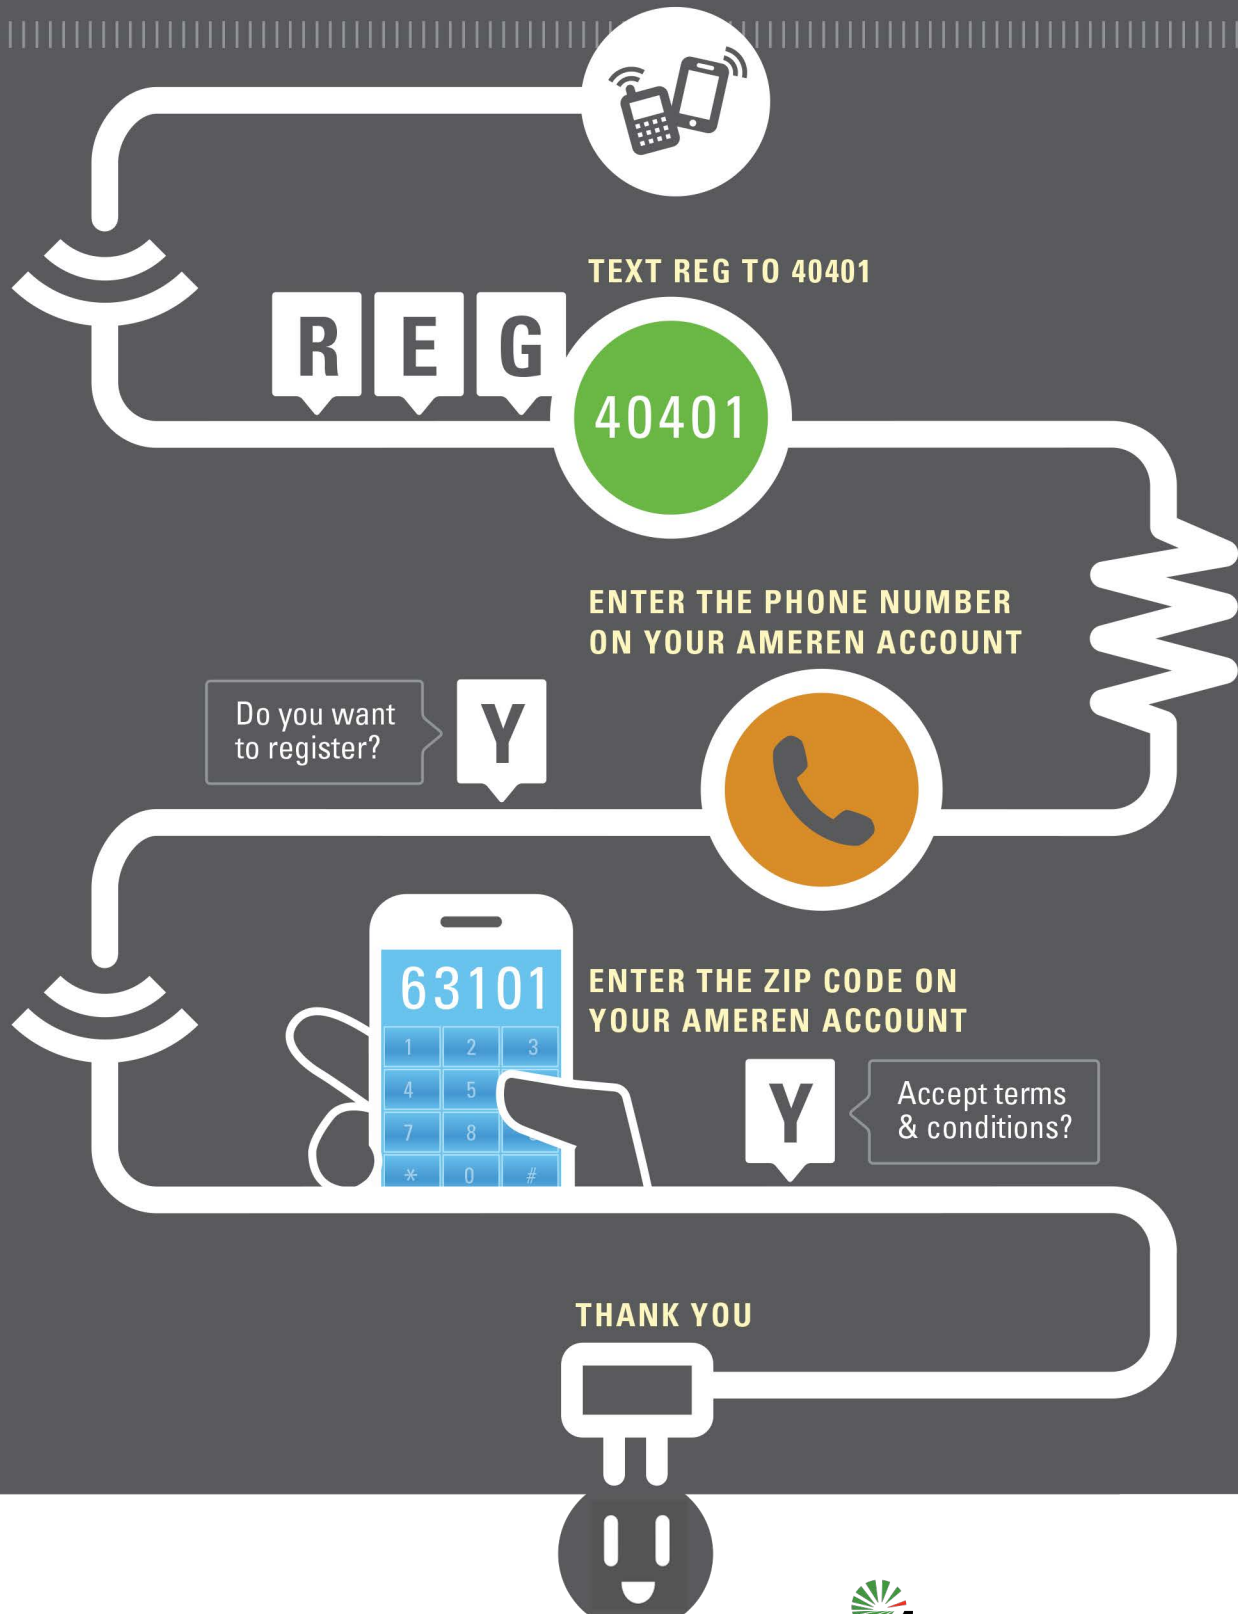 TEXT REG TO 40401
R E G
40401
ENTER THE PHONE NUMBER
ON YOUR AMEREN ACCOUNT
Do you want
to register?
Y
63101
ENTER THE ZIP CODE ON
YOUR AMEREN ACCOUNT
1 2 3
4 5
7 8
* 0 #
Y
Accept terms
& conditions?
THANK YOU